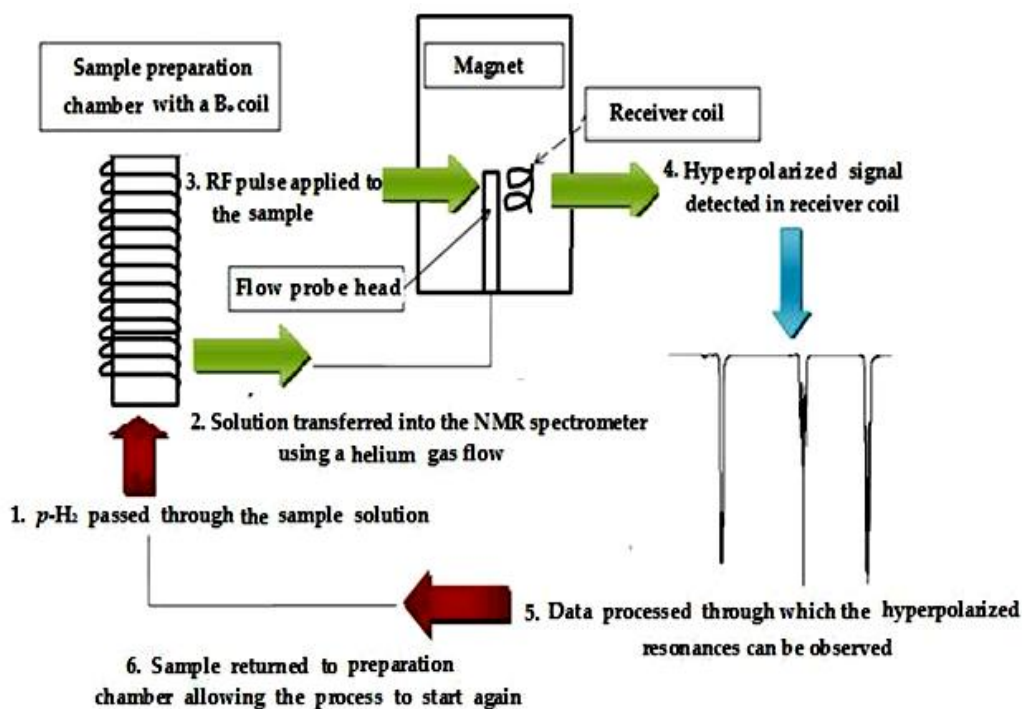 Sample preparation
chamber with a Bₒ coil
Magnet
Receiver coil
3. RF pulse applied to
the sample
4. Hyperpolarized signal
detected in receiver coil
Flow probe head
2. Solution transferred into the NMR spectrometer
using a helium gas flow
1. p-H₂ passed through the sample solution
5. Data processed through which the hyperpolarized
resonances can be observed
6. Sample returned to preparation
chamber allowing the process to start again